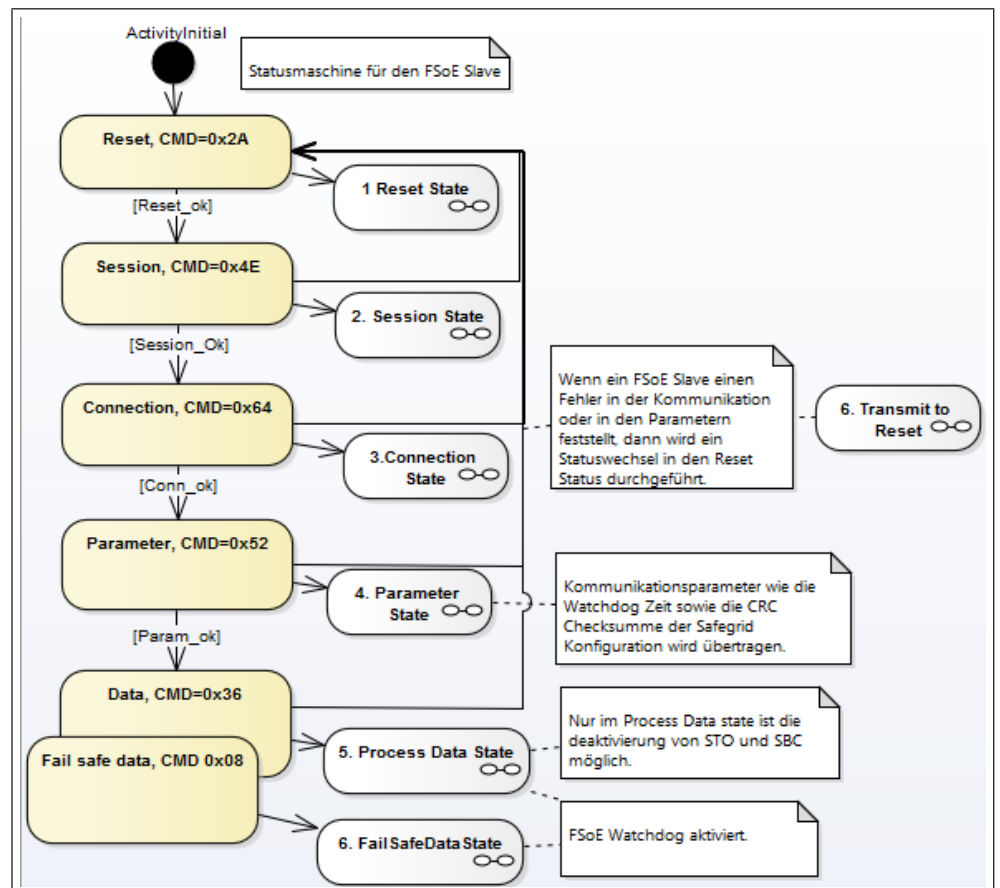 ActivityInitial
Statusmaschine für den FSoE Slave
Reset, CMD=0x2A
1 Reset State
[Reset_ok]
Session, CMD=0x4E
2. Session State
[Session_Ok]
Connection, CMD=0x64
3.Connection
State
[Conn_ok]
Wenn ein FSoE Slave einen
Fehler in der Kommunikation
oder in den Parametern
feststellt, dann wird ein
Statuswechsel in den Reset
Status durchgeführt.
6. Transmit to
Reset
Parameter, CMD=0x52
4. Parameter
State
[Param_ok]
Kommunikationsparameter wie die
Watchdog Zeit sowie die CRC
Checksumme der Safegrid
Konfiguration wird übertragen.
Data, CMD=0x36
Fail safe data, CMD 0x08
5. Process Data State
Nur im Process Data state ist die
deaktivierung von STO und SBC
möglich.
6. FailSafeDataState
FSoE Watchdog aktiviert.